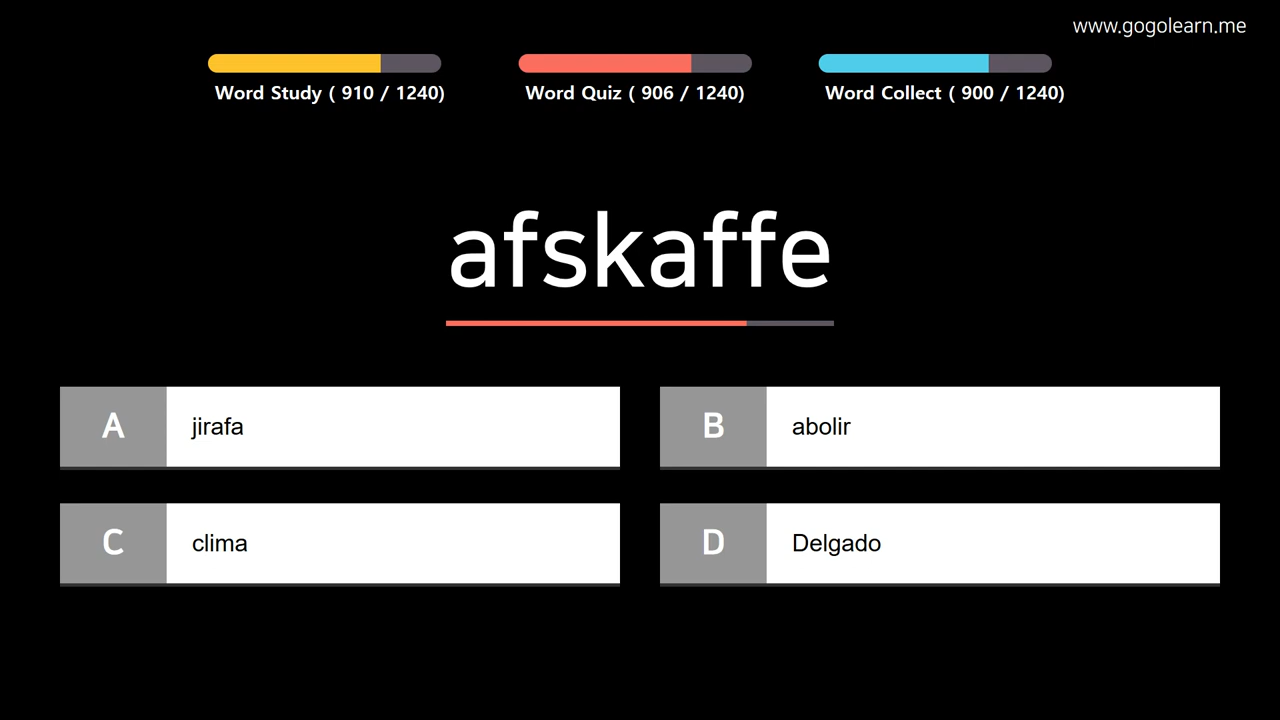 www.gogolearn.me
Word Study ( 910 / 1240)
Word Quiz ( 906 / 1240)
Word Collect ( 900 / 1240)
afskaffe
A jirafa
B abolir
C clima
D Delgado